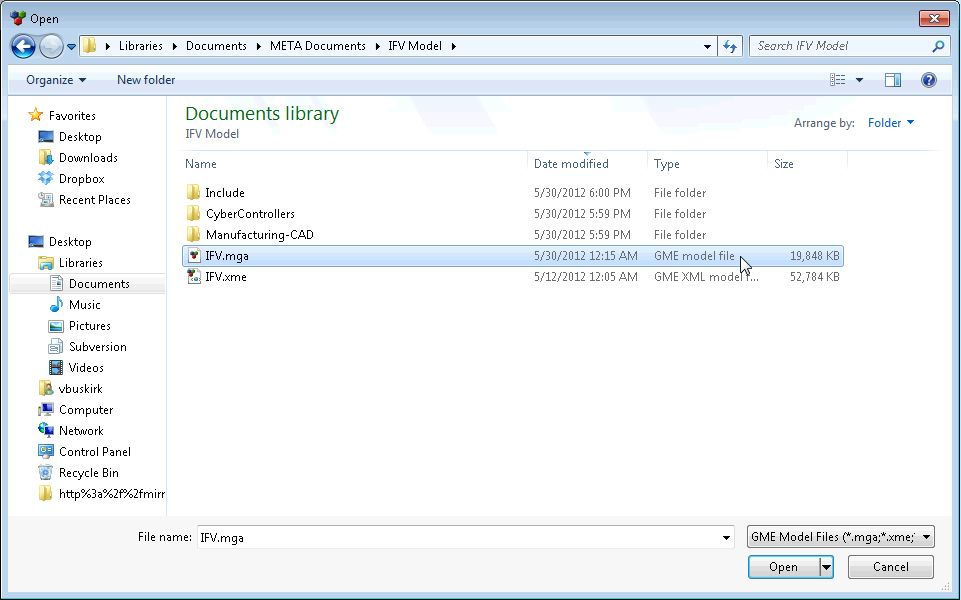 Open
Libraries ▸ Documents ▸ META Documents ▸ IFV Model ▸
Search IFV Model
Organize New folder
Favorites
Desktop
Downloads
Dropbox
Recent Places
Desktop
Libraries
Documents
Music
Pictures
Subversion
Videos
vbuskirk
Computer
Network
Control Panel
Recycle Bin
http%3a%2f%2fmirr
Documents library
IFV Model
Arrange by: Folder
Name Date modified Type Size
Include 5/30/2012 6:00 PM File folder
CyberControllers 5/30/2012 5:59 PM File folder
Manufacturing-CAD 5/30/2012 5:59 PM File folder
IFV.mga 5/30/2012 12:15 AM GME model file 19,848 KB
IFV.xme 5/12/2012 12:05 AM GME XML model f... 52,784 KB
File name: IFV.mga GME Model Files (*.mga;*.xme;
Open Cancel